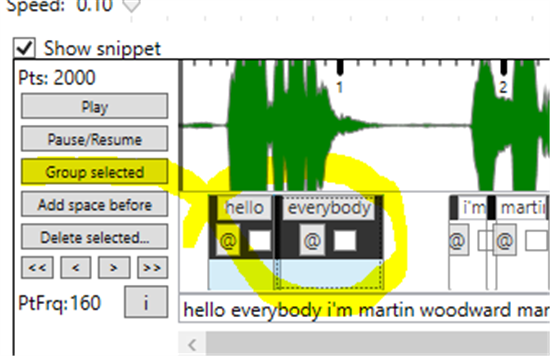 Speed: 0.10
Show snippet
Pts: 2000
Play
Pause/Resume
Group selected
Add space before
Delete selected...
<< < > >>
PtFrq:160 i
1 2
hello everybody i'm martin
@ @ @ @
hello everybody i'm martin woodward mar
<